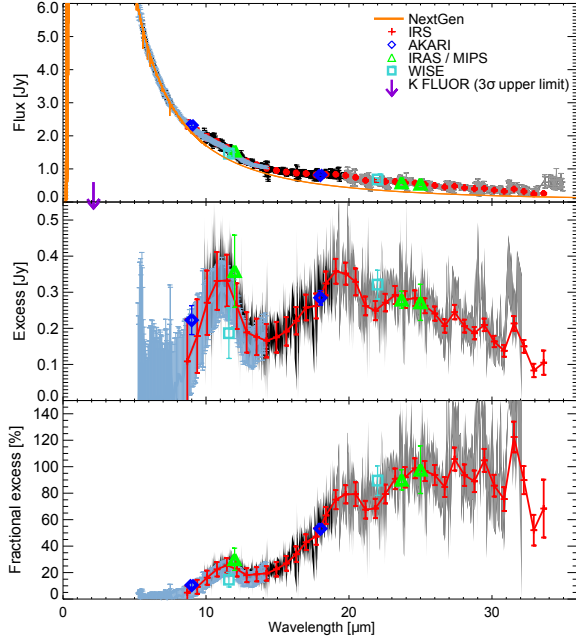 6.0
5.0
4.0
3.0
2.0
1.0
0.0
Flux [Jy]
NextGen
IRS
AKARI
IRAS / MIPS
WISE
K FLUOR (3σ upper limit)
0.5
0.4
0.3
0.2
0.1
0.0
Excess [Jy]
140
120
100
80
60
40
20
0
Fractional excess [%]
0 10 20 30
Wavelength [µm]